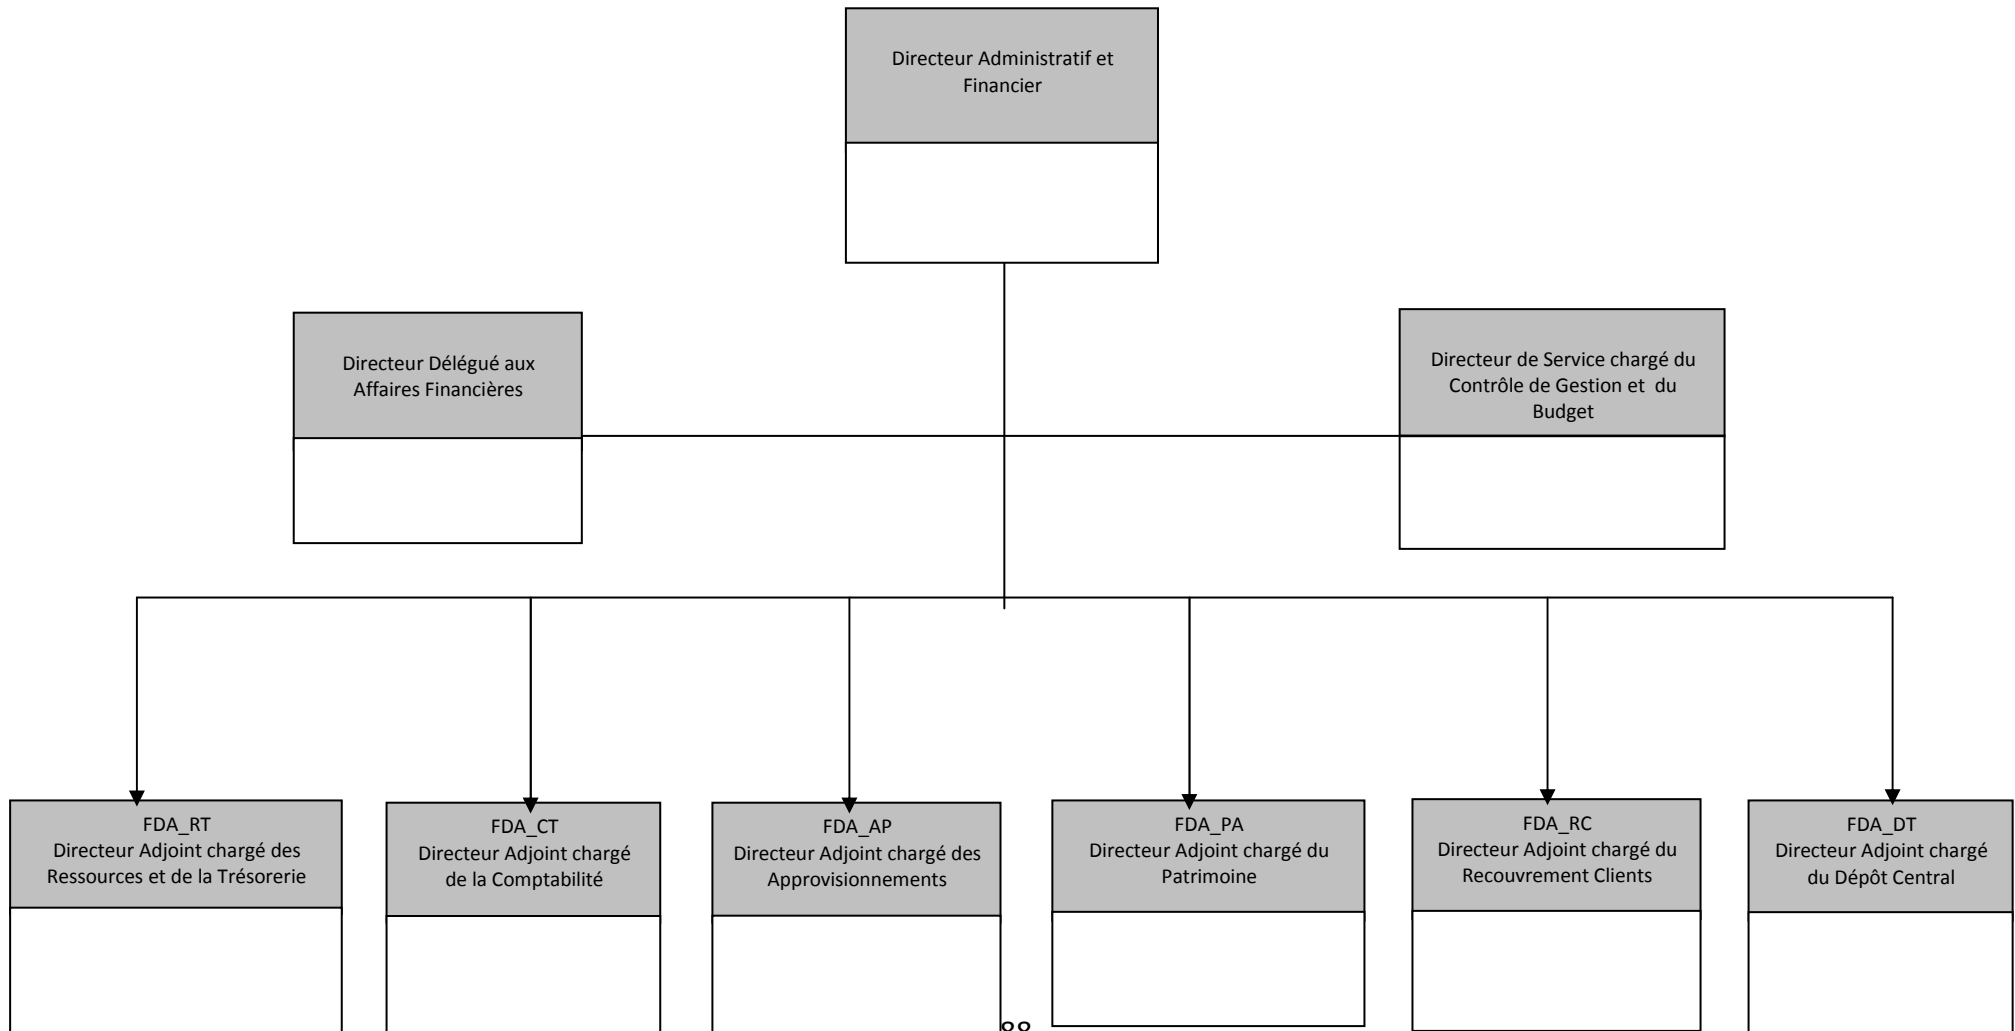 Directeur Administratif et
Financier
Directeur Délégué aux
Affaires Financières
Directeur de Service chargé du
Contrôle de Gestion et du
Budget
FDA_RT
Directeur Adjoint chargé des
Ressources et de la Trésorerie
FDA_CT
Directeur Adjoint chargé
de la Comptabilité
FDA_AP
Directeur Adjoint chargé des
Approvisionnements
FDA_PA
Directeur Adjoint chargé du
Patrimoine
FDA_RC
Directeur Adjoint chargé du
Recouvrement Clients
FDA_DT
Directeur Adjoint chargé
du Dépôt Central
88